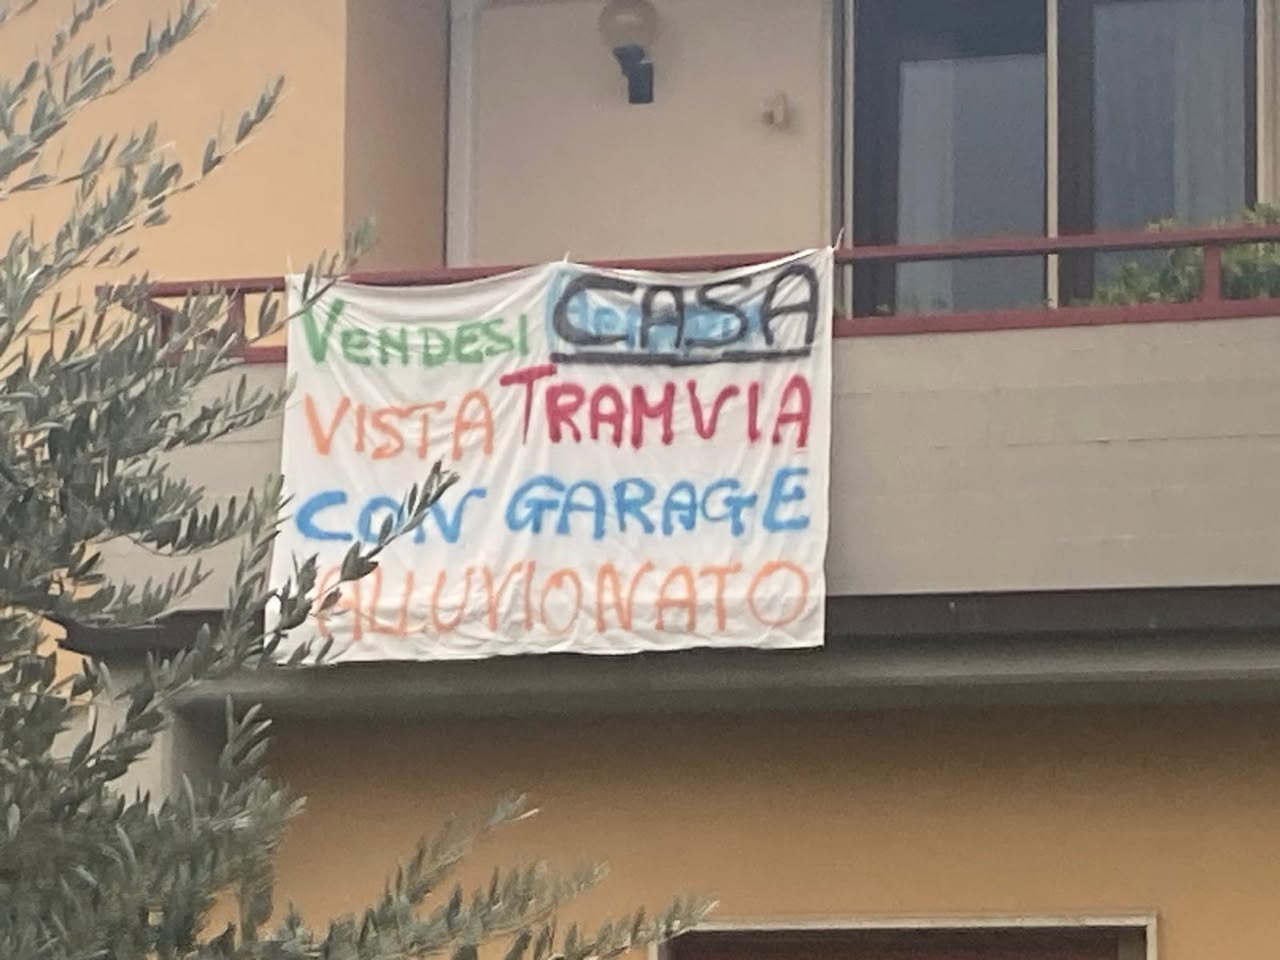 VENDESI CASA
VISTA TRAMVIA
CON GARAGE
ALLUVIONATO